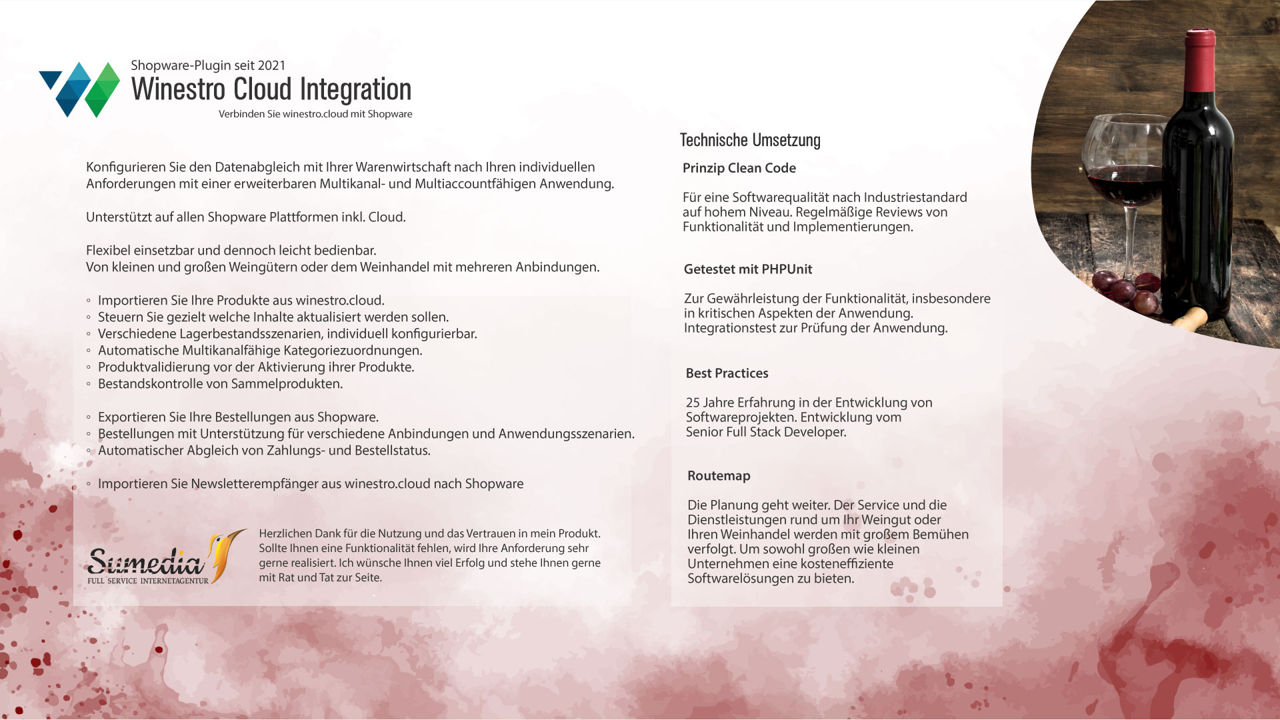 Shopware-Plugin seit 2021
Winestro Cloud Integration
Verbinden Sie winestro.cloud mit Shopware
Konfigurieren Sie den Datenabgleich mit Ihrer Warenwirtschaft nach Ihren individuellen
Anforderungen mit einer erweiterbaren Multikanal- und Multiaccountfähigen Anwendung.
Unterstützt auf allen Shopware Plattformen inkl. Cloud.
Flexibel einsetzbar und dennoch leicht bedienbar.
Von kleinen und großen Weingütern oder dem Weinhandel mit mehreren Anbindungen.
◦ Importieren Sie Ihre Produkte aus winestro.cloud.
◦ Steuern Sie gezielt welche Inhalte aktualisiert werden sollen.
◦ Verschiedene Lagerbestandsszenarien, individuell konfigurierbar.
◦ Automatische Multikanalfähige Kategoriezuordnungen.
◦ Produktvalidierung vor der Aktivierung ihrer Produkte.
◦ Bestandskontrolle von Sammelprodukten.
◦ Exportieren Sie Ihre Bestellungen aus Shopware.
◦ Bestellungen mit Unterstützung für verschiedene Anbindungen und Anwendungsszenarien.
◦ Automatischer Abgleich von Zahlungs- und Bestellstatus.
◦ Importieren Sie Newsletterempfänger aus winestro.cloud nach Shopware
Sumedia
FULL SERVICE INTERNETAGENTUR
Herzlichen Dank für die Nutzung und das Vertrauen in mein Produkt.
Sollte Ihnen eine Funktionalität fehlen, wird Ihre Anforderung sehr
gerne realisiert. Ich wünsche Ihnen viel Erfolg und stehe Ihnen gerne
mit Rat und Tat zur Seite.
Technische Umsetzung
Prinzip Clean Code
Für eine Softwarequalität nach Industriestandard
auf hohem Niveau. Regelmäßige Reviews von
Funktionalität und Implementierungen.
Getestet mit PHPUnit
Zur Gewährleistung der Funktionalität, insbesondere
in kritischen Aspekten der Anwendung.
Integrationstest zur Prüfung der Anwendung.
Best Practices
25 Jahre Erfahrung in der Entwicklung von
Softwareprojekten. Entwicklung vom
Senior Full Stack Developer.
Routemap
Die Planung geht weiter. Der Service und die
Dienstleistungen rund um Ihr Weingut oder
Ihren Weinhandel werden mit großem Bemühen
verfolgt. Um sowohl großen wie kleinen
Unternehmen eine kosteneffiziente
Softwarelösungen zu bieten.